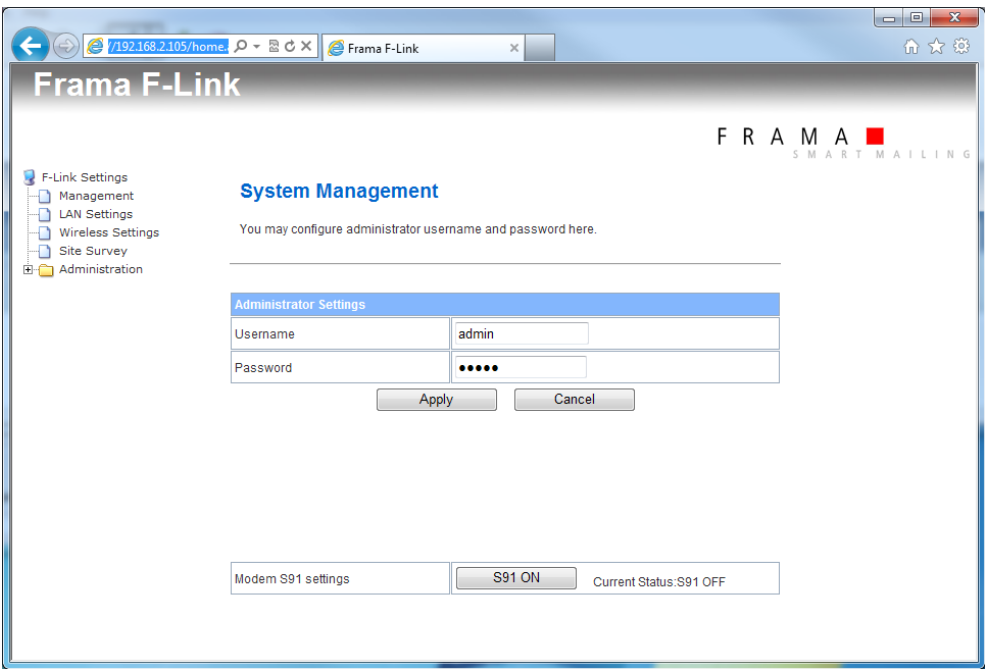 //192.168.2.105/home.
Frama F-Link
Frama F-Link
FRAMA
SMART MAILING
F-Link Settings
Management
LAN Settings
Wireless Settings
Site Survey
Administration
System Management
You may configure administrator username and password here.
Administrator Settings
Username admin
Password •••••
Apply Cancel
Modem S91 settings S91 ON Current Status:S91 OFF